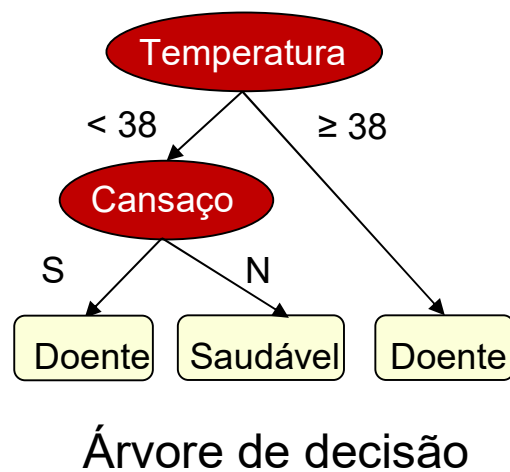 Temperatura
< 38
≥ 38
Cansaço
S
N
Doente
Saudável
Doente
Árvore de decisão